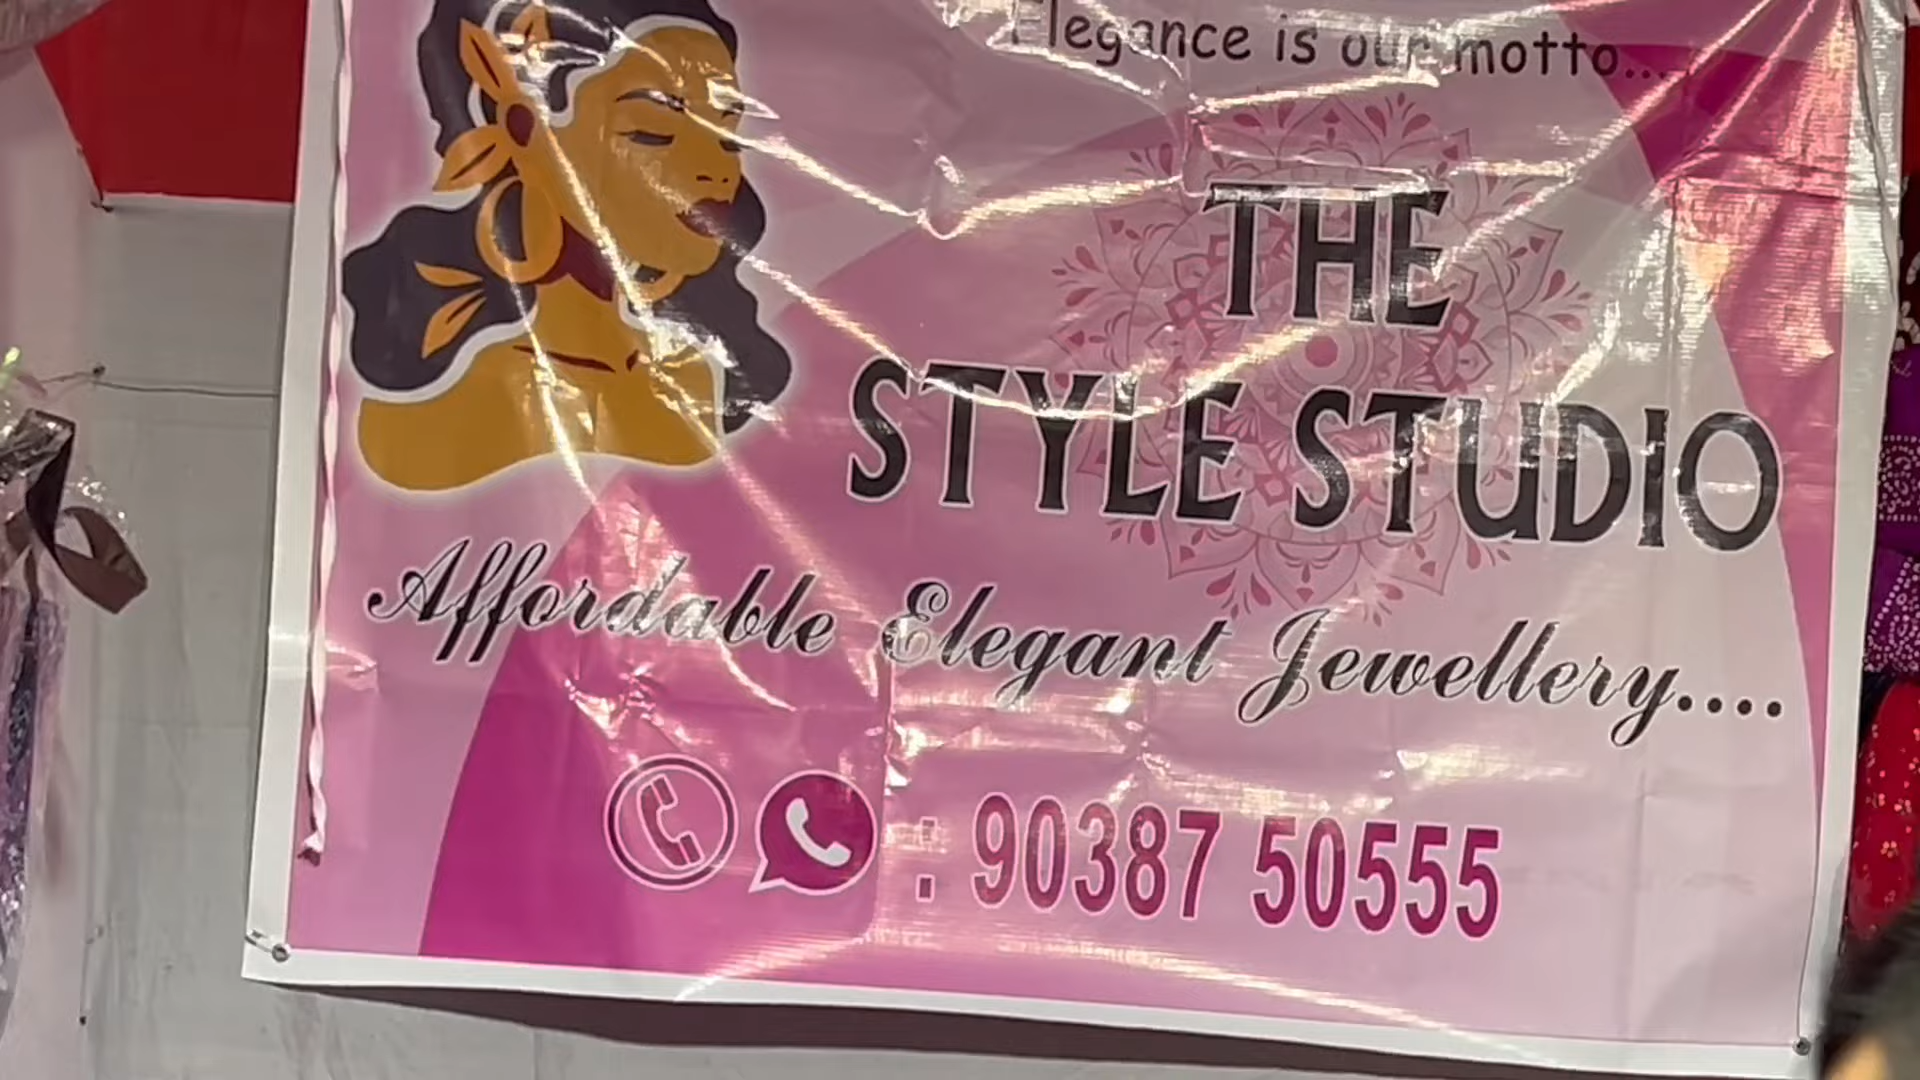 Elegance is our motto....
THE
STYLE STUDIO
Affordable Elegant Jewellery....
: 90387 50555